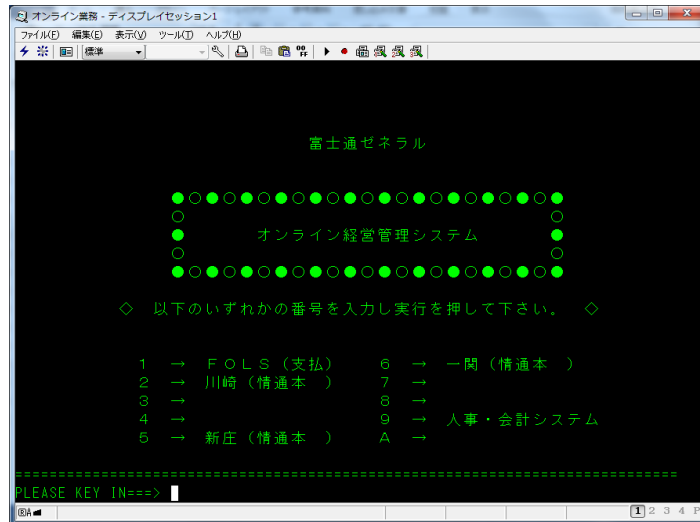 オンライン業務 - ディスプレイセッション1
ファイル(F) 編集(E) 表示(V) ツール(T) ヘルプ(H)
標準
富士通ゼネラル
オンライン経営管理システム
◇ 以下のいずれかの番号を入力し実行を押して下さい。 ◇
1 → FOLS(支払) 6 → 一関(情通本 )
2 → 川崎(情通本 ) 7 →
3 → 8 →
4 → 9 → 人事・会計システム
5 → 新庄(情通本 ) A →
PLEASE KEY IN===>
1 2 3 4 P